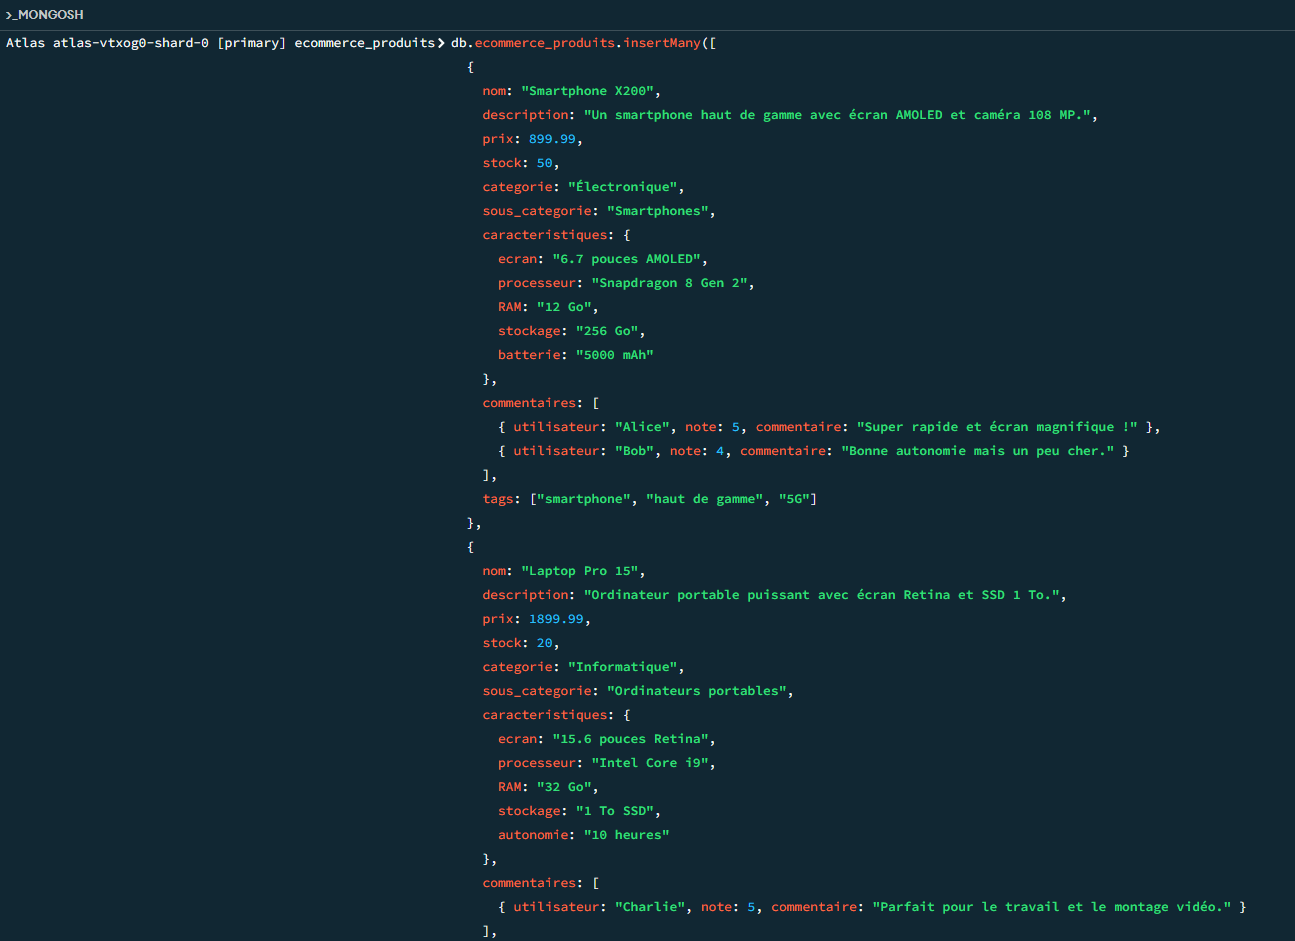 >_MONGOSH
Atlas atlas-vtxog0-shard-0 [primary] ecommerce_produits> db.ecommerce_produits.insertMany([
{
nom: "Smartphone X200",
description: "Un smartphone haut de gamme avec écran AMOLED et caméra 108 MP.",
prix: 899.99,
stock: 50,
categorie: "Électronique",
sous_categorie: "Smartphones",
caracteristiques: {
ecran: "6.7 pouces AMOLED",
processeur: "Snapdragon 8 Gen 2",
RAM: "12 Go",
stockage: "256 Go",
batterie: "5000 mAh"
},
commentaires: [
{ utilisateur: "Alice", note: 5, commentaire: "Super rapide et écran magnifique !" },
{ utilisateur: "Bob", note: 4, commentaire: "Bonne autonomie mais un peu cher." }
],
tags: ["smartphone", "haut de gamme", "5G"]
},
{
nom: "Laptop Pro 15",
description: "Ordinateur portable puissant avec écran Retina et SSD 1 To.",
prix: 1899.99,
stock: 20,
categorie: "Informatique",
sous_categorie: "Ordinateurs portables",
caracteristiques: {
ecran: "15.6 pouces Retina",
processeur: "Intel Core i9",
RAM: "32 Go",
stockage: "1 To SSD",
autonomie: "10 heures"
},
commentaires: [
{ utilisateur: "Charlie", note: 5, commentaire: "Parfait pour le travail et le montage vidéo." }
],